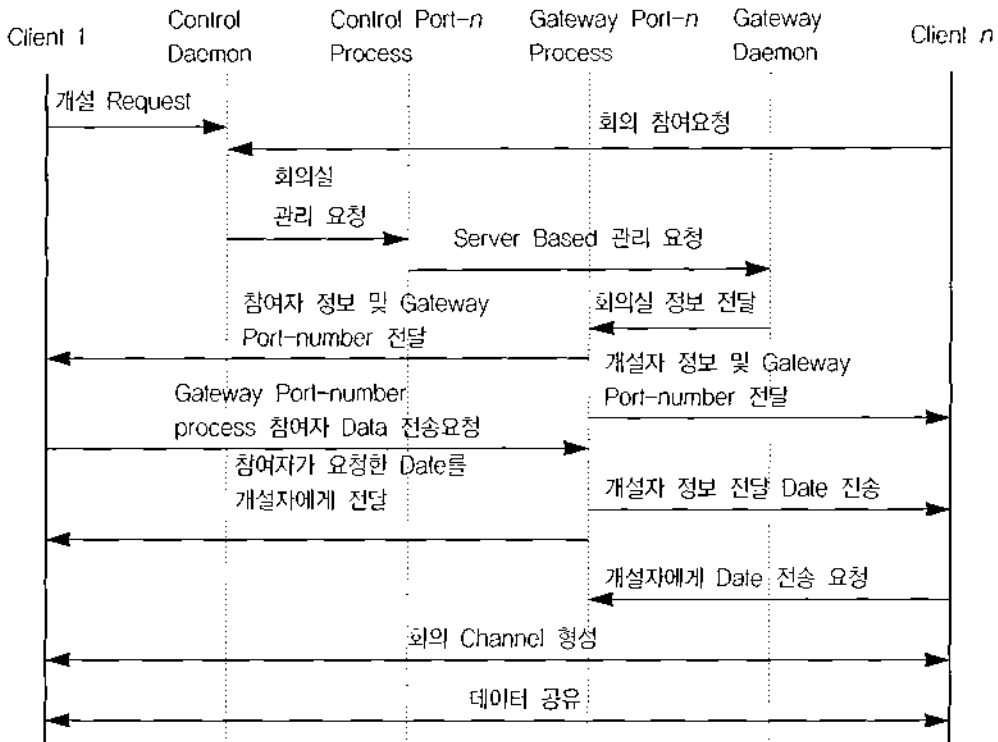 Client 1
Control
Daemon
Control Port-n
Process
Gateway Port-n
Process
Gateway
Daemon
Client n
개설 Request
회의 참여요청
회의실
관리 요청
Server Based 관리 요청
참여자 정보 및 Gateway
Port-number 전달
회의실 정보 전달
개설자 정보 및 Gateway
Port-number 전달
Gateway Port-number
process 참여자 Data 전송요청
참여자가 요청한 Date를
개설자에게 전달
개설자 정보 전달 Date 전송
개설자에게 Date 전송 요청
회의 Channel 형성
데이터 공유